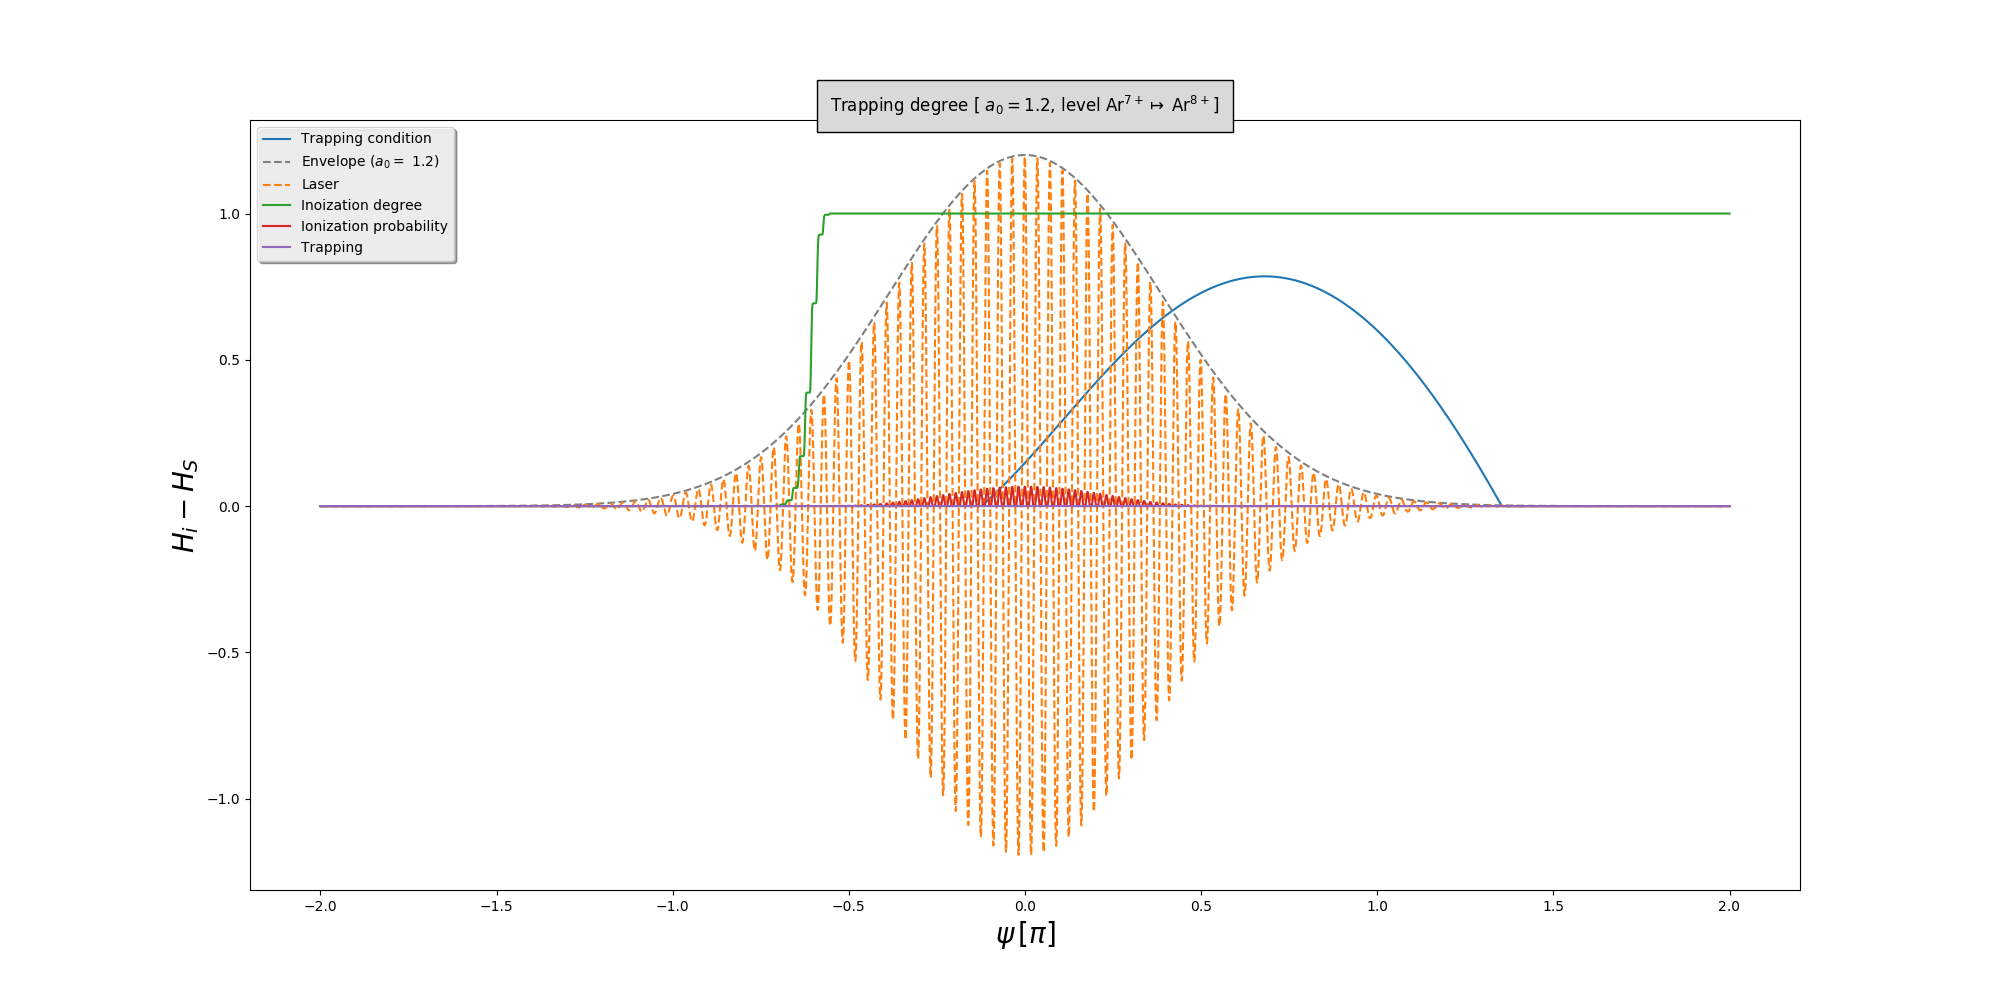 Trapping degree [ a₀ = 1.2, level Ar⁷⁺ ↦ Ar⁸⁺ ]
Trapping condition
Envelope (a₀ = 1.2)
Laser
Inoization degree
Ionization probability
Trapping
1.0
0.5
0.0
−0.5
−1.0
H_i − H_S
−2.0 −1.5 −1.0 −0.5 0.0 0.5 1.0 1.5 2.0
ψ[π]